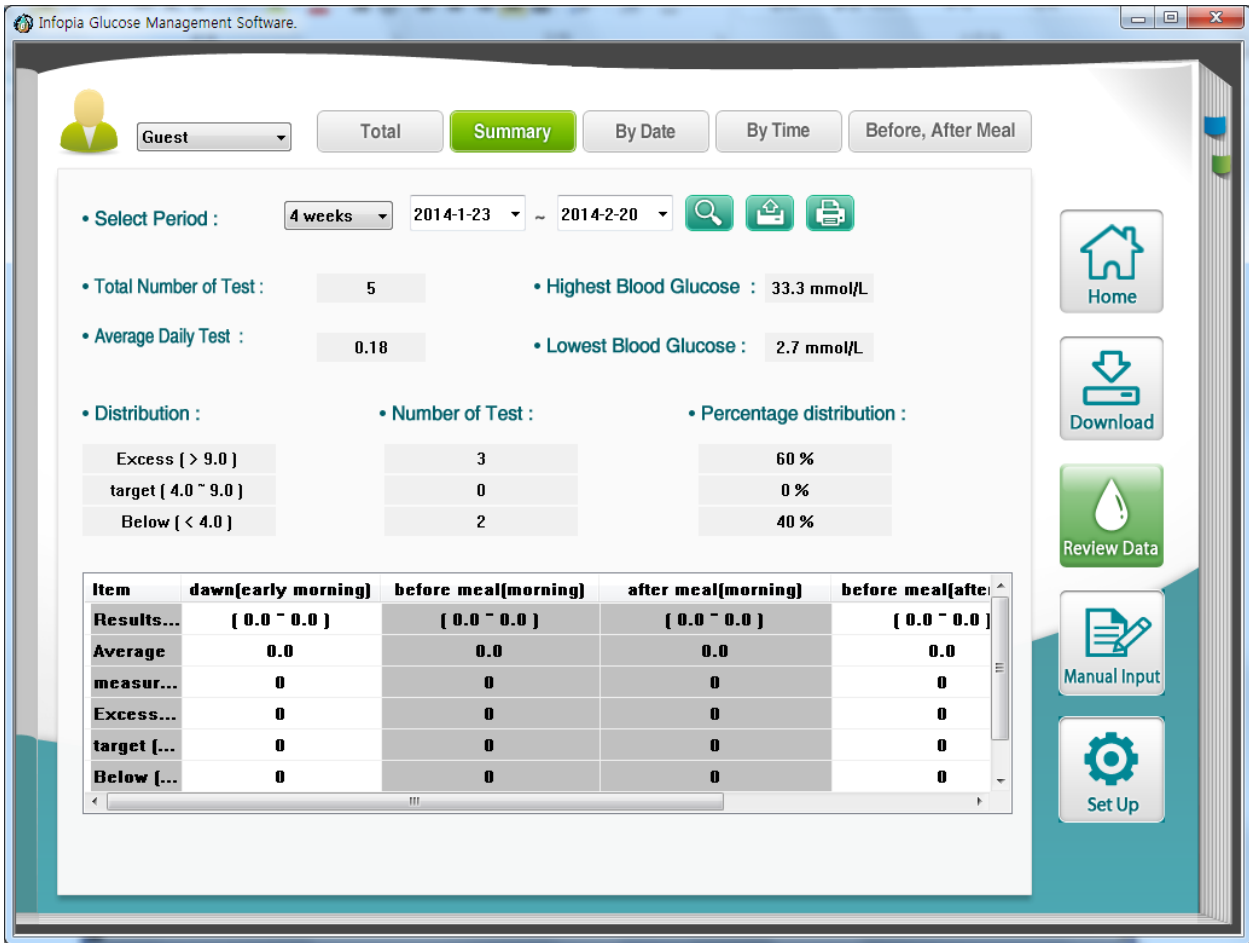 Infopia Glucose Management Software.
Guest Total Summary By Date By Time Before, After Meal
• Select Period : 4 weeks 2014-1-23 ~ 2014-2-20
• Total Number of Test : 5 • Highest Blood Glucose : 33.3 mmol/L
• Average Daily Test : 0.18 • Lowest Blood Glucose : 2.7 mmol/L
• Distribution : • Number of Test : • Percentage distribution :
Excess ( > 9.0 ) 3 60 %
target ( 4.0 ~ 9.0 ) 0 0 %
Below ( < 4.0 ) 2 40 %
Item dawn(early morning) before meal(morning) after meal(morning) before meal(after
Results... ( 0.0 ~ 0.0 ) ( 0.0 ~ 0.0 ) ( 0.0 ~ 0.0 ) ( 0.0 ~ 0.0 )
Average 0.0 0.0 0.0 0.0
measur... 0 0 0 0
Excess... 0 0 0 0
target (... 0 0 0 0
Below (... 0 0 0 0
Home
Download
Review Data
Manual Input
Set Up